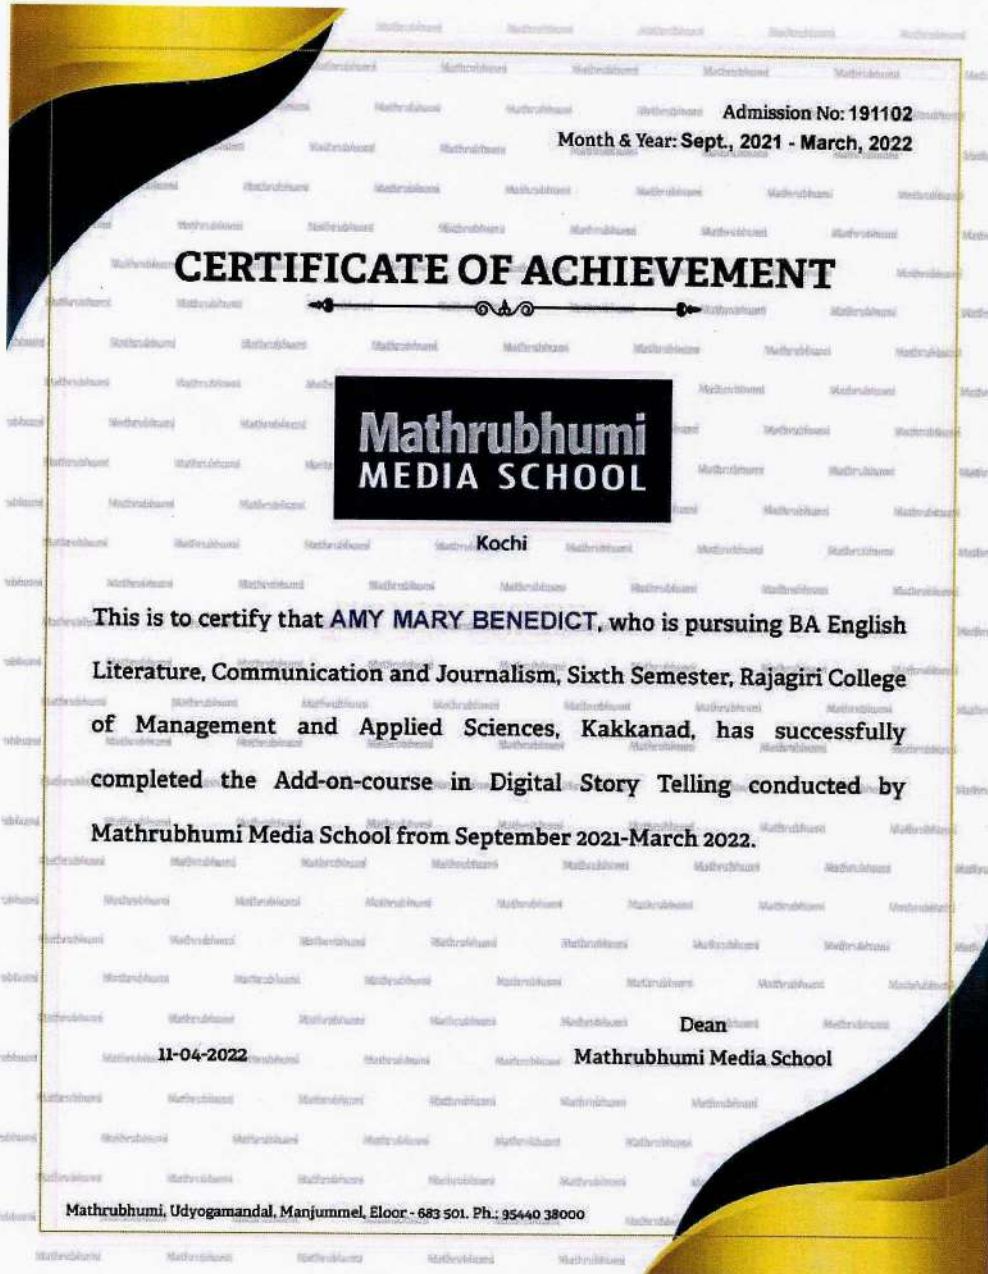 Admission No: 191102
Month & Year: Sept., 2021 - March, 2022
CERTIFICATE OF ACHIEVEMENT
Mathrubhumi
MEDIA SCHOOL
Kochi
This is to certify that AMY MARY BENEDICT, who is pursuing BA English
Literature, Communication and Journalism, Sixth Semester, Rajagiri College
of Management and Applied Sciences, Kakkanad, has successfully
completed the Add-on-course in Digital Story Telling conducted by
Mathrubhumi Media School from September 2021-March 2022.
Dean
11-04-2022
Mathrubhumi Media School
Mathrubhumi, Udyogamandal, Manjummel, Eloor - 683 501. Ph.: 95440 38000